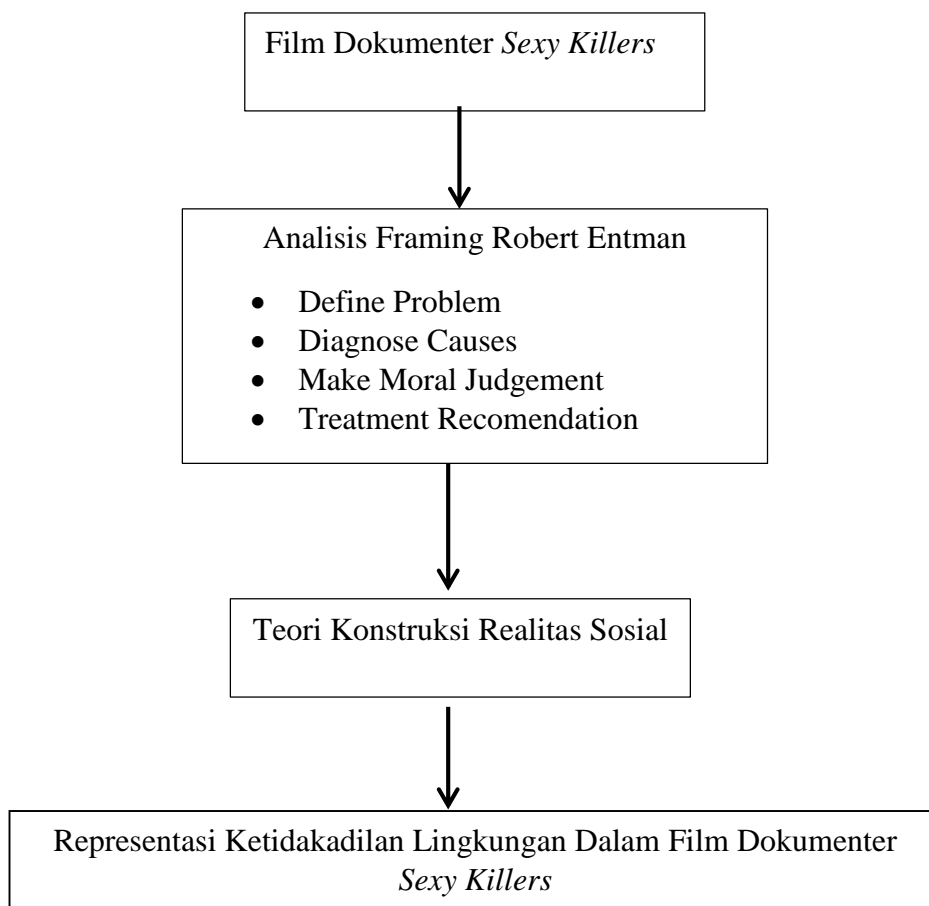 Film Dokumenter Sexy Killers
Analisis Framing Robert Entman
• Define Problem
• Diagnose Causes
• Make Moral Judgement
• Treatment Recomendation
Teori Konstruksi Realitas Sosial
Representasi Ketidakadilan Lingkungan Dalam Film Dokumenter
Sexy Killers